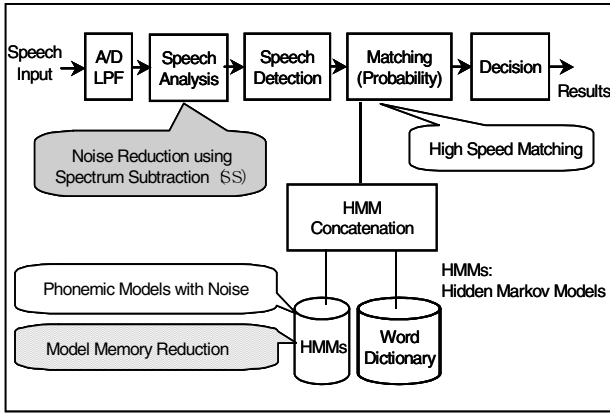 Speech
Input
A/D
LPF
Speech
Analysis
Speech
Detection
Matching
(Probability)
Decision
Results
Noise Reduction using
Spectrum Subtraction (SS)
High Speed Matching
HMM
Concatenation
HMMs:
Hidden Markov Models
Phonemic Models with Noise
Model Memory Reduction
HMMs
Word
Dictionary